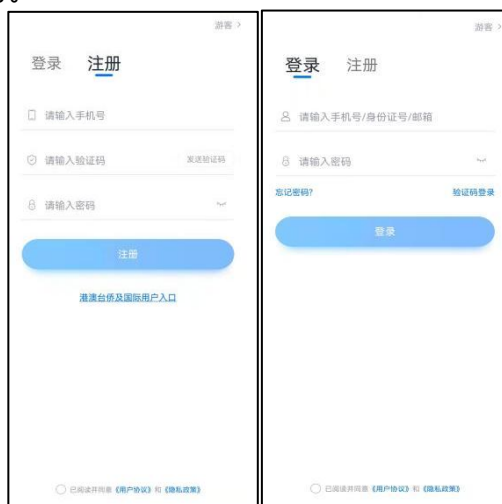 游客 >
登录 注册
请输入手机号
请输入验证码 发送验证码
请输入密码
注册
港澳台侨及国际用户入口
已阅读并同意《用户协议》和《隐私政策》
游客 >
登录 注册
请输入手机号/身份证号/邮箱
请输入密码
忘记密码? 验证码登录
登录
已阅读并同意《用户协议》和《隐私政策》